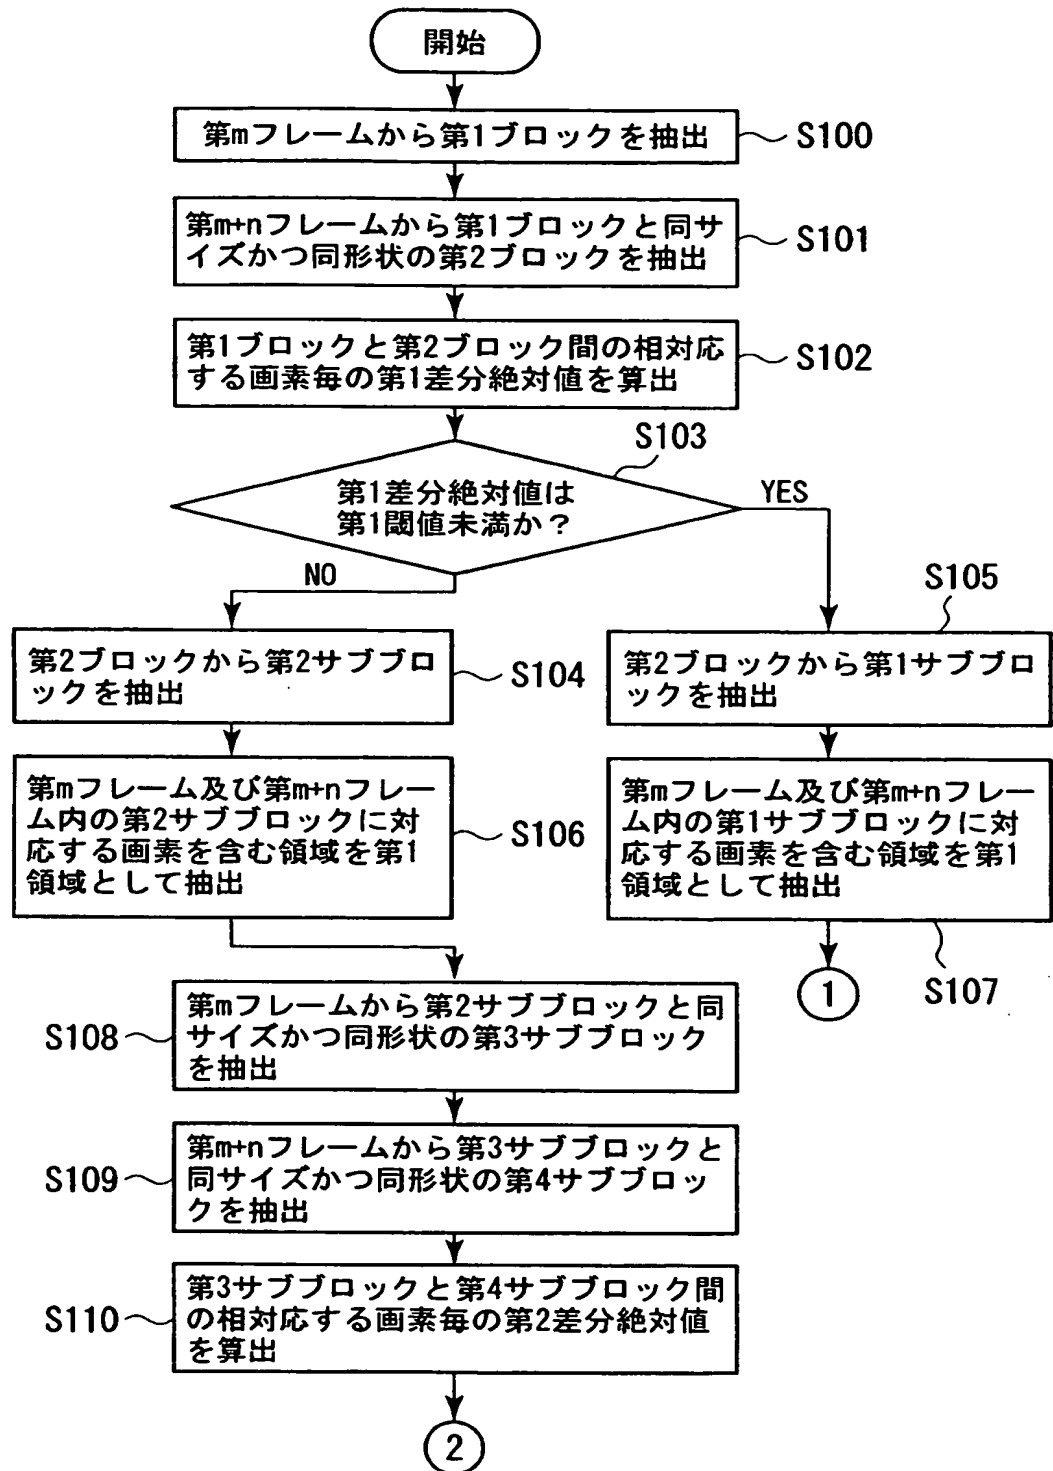 開始
第mフレームから第1ブロックを抽出
S100
第m+nフレームから第1ブロックと同サ
イズかつ同形状の第2ブロックを抽出
S101
第1ブロックと第2ブロック間の相対応
する画素毎の第1差分絶対値を算出
S102
S103
第1差分絶対値は
第1閾値未満か？
YES
NO
S105
第2ブロックから第2サブブロ
ックを抽出
S104
第2ブロックから第1サブブロ
ックを抽出
第mフレーム及び第m+nフレー
ム内の第2サブブロックに対
応する画素を含む領域を第1
領域として抽出
S106
第mフレーム及び第m+nフレー
ム内の第1サブブロックに対
応する画素を含む領域を第1
領域として抽出
S107
1
第mフレームから第2サブブロックと同
サイズかつ同形状の第3サブブロック
を抽出
S108
第m+nフレームから第3サブブロックと
同サイズかつ同形状の第4サブブロッ
クを抽出
S109
第3サブブロックと第4サブブロック間
の相対応する画素毎の第2差分絶対値
を算出
S110
2